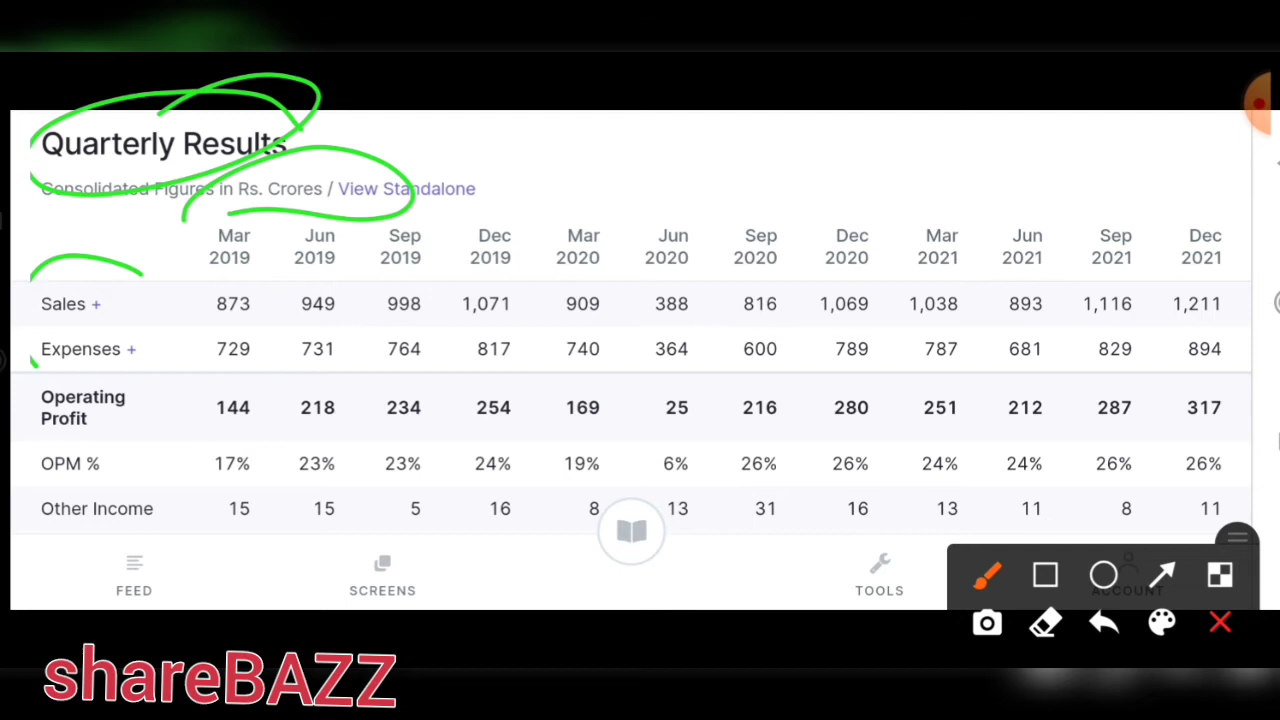 Quarterly Results
Consolidated Figures in Rs. Crores / View Standalone
Mar 2019 Jun 2019 Sep 2019 Dec 2019 Mar 2020 Jun 2020 Sep 2020 Dec 2020 Mar 2021 Jun 2021 Sep 2021 Dec 2021
Sales + 873 949 998 1,071 909 388 816 1,069 1,038 893 1,116 1,211
Expenses + 729 731 764 817 740 364 600 789 787 681 829 894
Operating Profit 144 218 234 254 169 25 216 280 251 212 287 317
OPM % 17% 23% 23% 24% 19% 6% 26% 26% 24% 24% 26% 26%
Other Income 15 15 5 16 8 13 31 16 13 11 8 11
FEED SCREENS TOOLS ACCOUNT
shareBAZZ